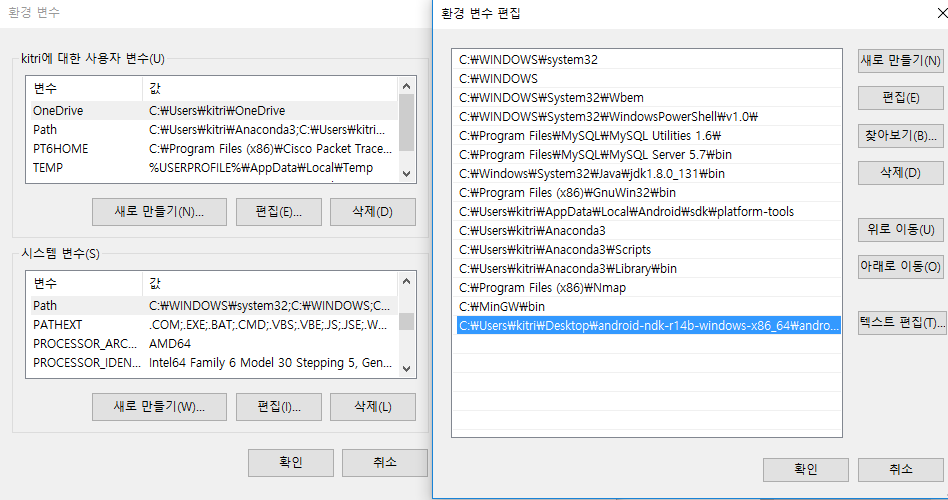 환경 변수
kitri에 대한 사용자 변수(U)
변수 값
OneDrive C:₩Users₩kitri₩OneDrive
Path C:₩Users₩kitri₩Anaconda3;C:₩Users₩kitri...
PT6HOME C:₩Program Files (x86)₩Cisco Packet Trace...
TEMP %USERPROFILE%₩AppData₩Local₩Temp
새로 만들기(N)... 편집(E)... 삭제(D)
시스템 변수(S)
변수 값
Path C:₩WINDOWS₩system32;C:₩WINDOWS;C...
PATHEXT .COM;.EXE;.BAT;.CMD;.VBS;.VBE;.JS;.JSE;.W...
PROCESSOR_ARC... AMD64
PROCESSOR_IDEN... Intel64 Family 6 Model 30 Stepping 5, Gen...
새로 만들기(W)... 편집(I)... 삭제(L)
확인 취소
환경 변수 편집
C:₩WINDOWS₩system32
C:₩WINDOWS
C:₩WINDOWS₩System32₩Wbem
C:₩WINDOWS₩System32₩WindowsPowerShell₩v1.0₩
C:₩Program Files₩MySQL₩MySQL Utilities 1.6₩
C:₩Program Files₩MySQL₩MySQL Server 5.7₩bin
C:₩Windows₩System32₩Java₩jdk1.8.0_131₩bin
C:₩Program Files (x86)₩GnuWin32₩bin
C:₩Users₩kitri₩AppData₩Local₩Android₩sdk₩platform-tools
C:₩Users₩kitri₩Anaconda3
C:₩Users₩kitri₩Anaconda3₩Scripts
C:₩Users₩kitri₩Anaconda3₩Library₩bin
C:₩Program Files (x86)₩Nmap
C:₩MinGW₩bin
C:₩Users₩kitri₩Desktop₩android-ndk-r14b-windows-x86_64₩andro...
새로 만들기(N)
편집(E)
찾아보기(B)...
삭제(D)
위로 이동(U)
아래로 이동(O)
텍스트 편집(T)...
확인 취소